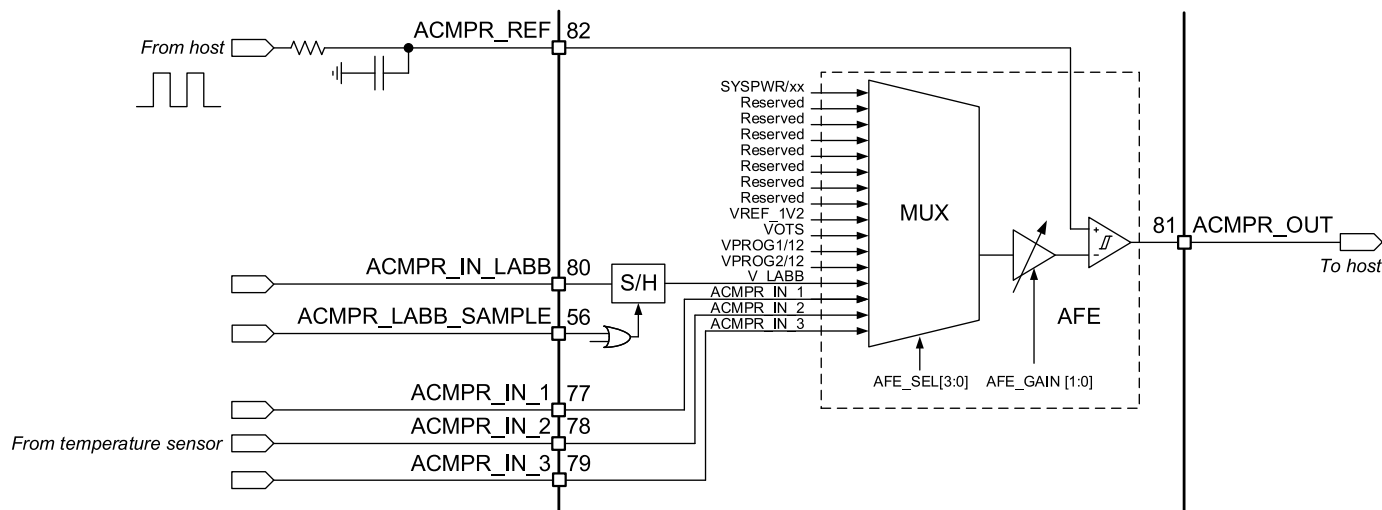 ACMPR_REF 82
From host
SYSPWR/xx
Reserved
Reserved
Reserved
Reserved
Reserved
Reserved
Reserved
VREF_1V2
VOTS
VPROG1/12
VPROG2/12
V_LABB
ACMPR_IN_1
ACMPR_IN_2
ACMPR_IN_3
MUX
+
-
AFE
AFE_SEL[3:0]
AFE_GAIN [1:0]
81 ACMPR_OUT
To host
ACMPR_IN_LABB 80
S/H
ACMPR_LABB_SAMPLE 56
ACMPR_IN_1 77
From temperature sensor
ACMPR_IN_2 78
ACMPR_IN_3 79